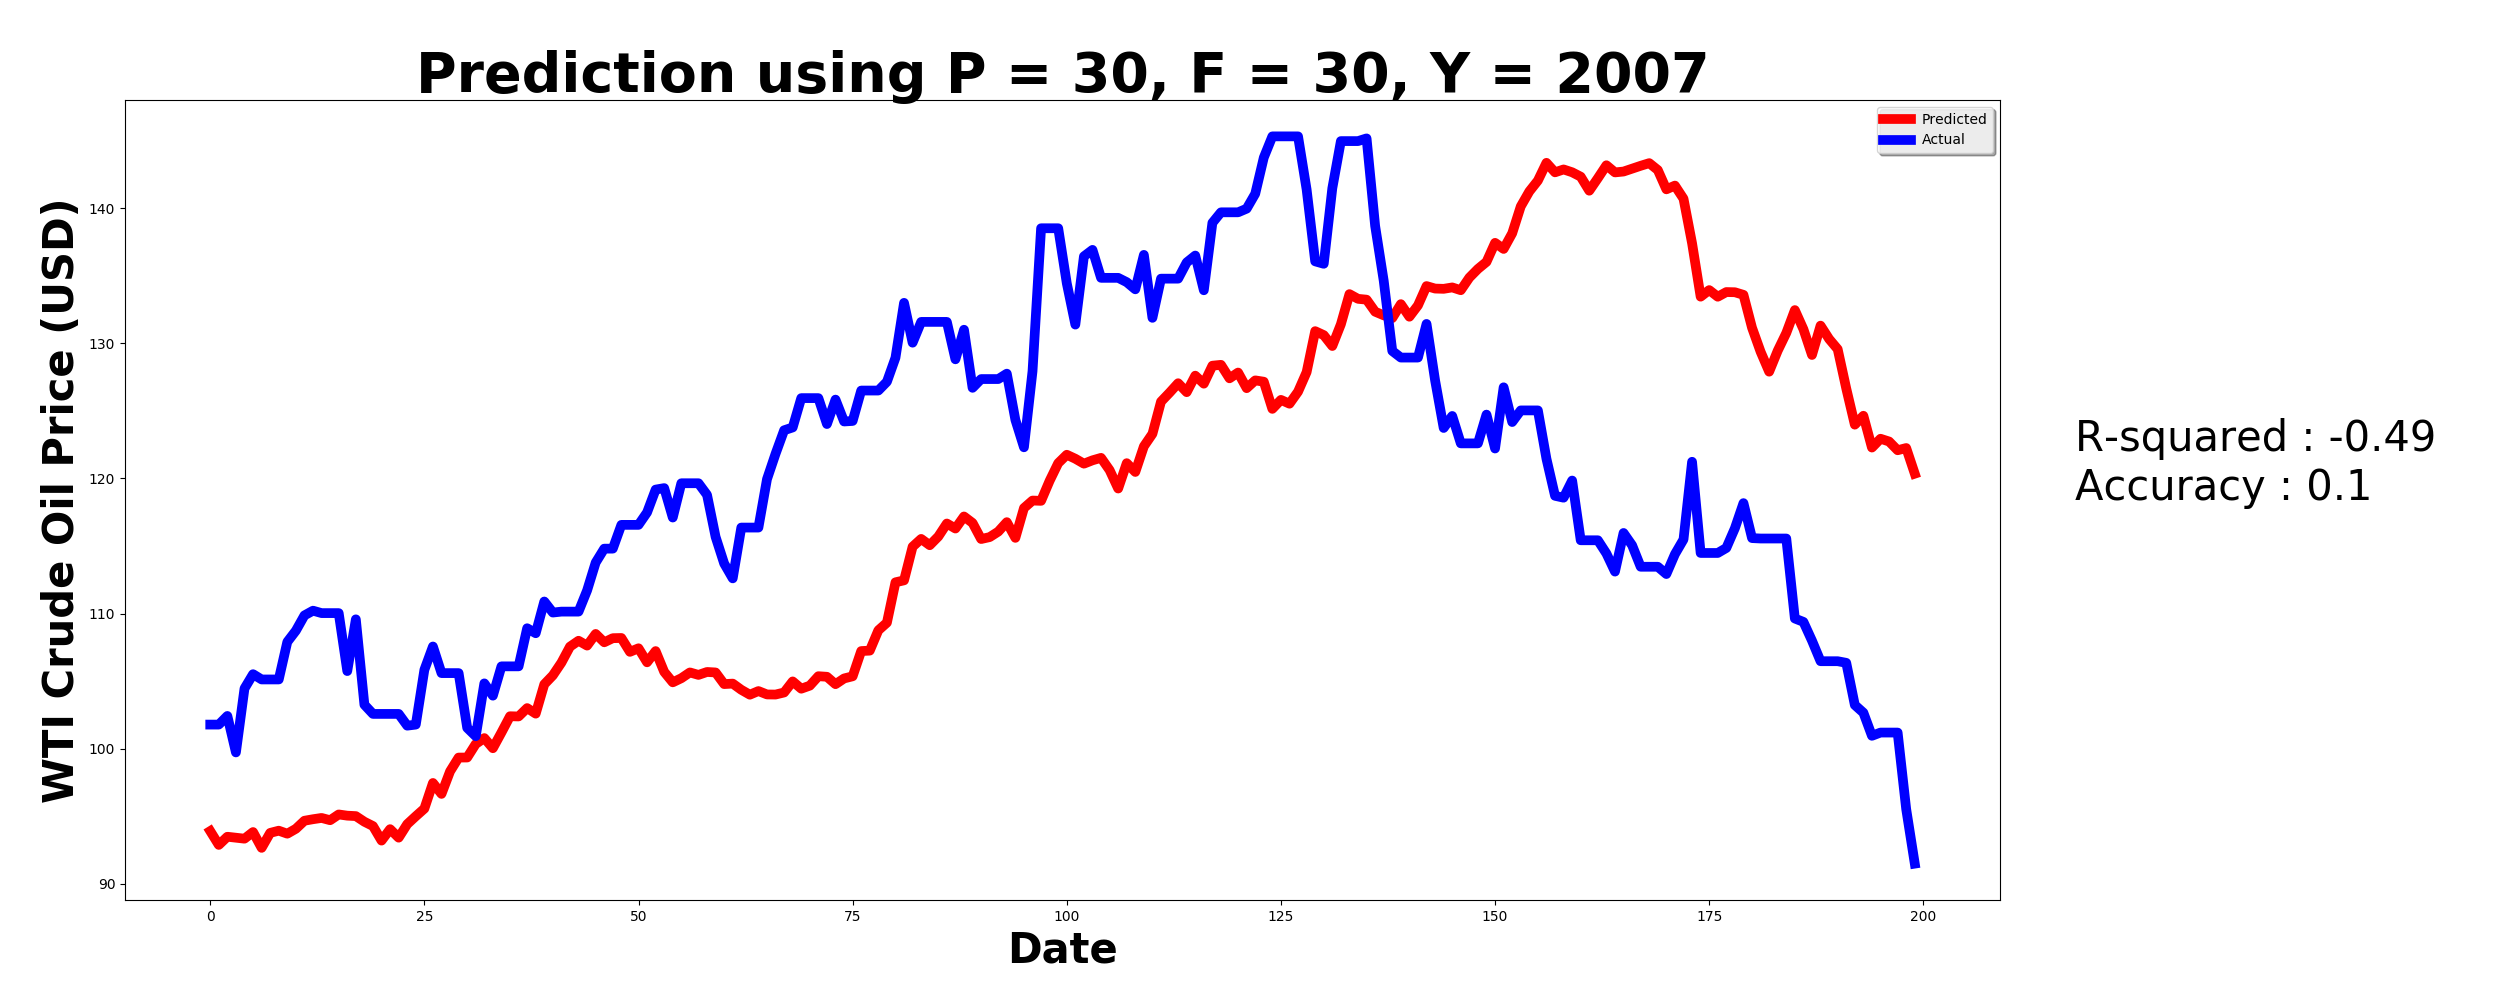 Prediction using P = 30, F = 30, Y = 2007
Predicted
Actual
WTI Crude Oil Price (USD)
140
130
120
110
100
90
0 25 50 75 100 125 150 175 200
Date
R-squared : -0.49
Accuracy : 0.1